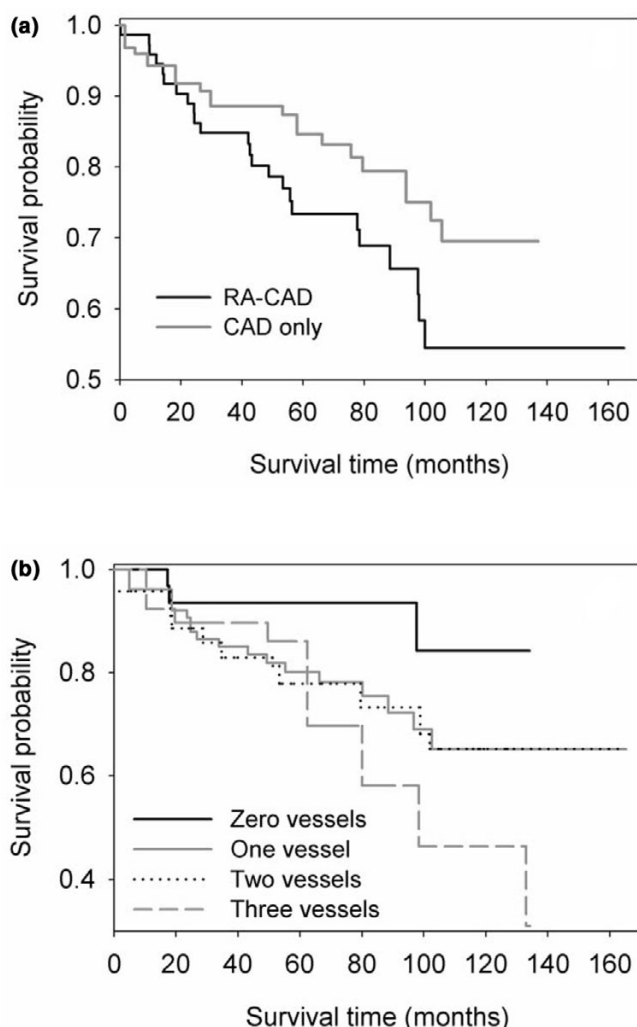 (a)
1.0
0.9
0.8
0.7
0.6
0.5
Survival probability
RA-CAD
CAD only
0 20 40 60 80 100 120 140 160
Survival time (months)
(b)
1.0
0.8
0.6
0.4
Survival probability
Zero vessels
One vessel
Two vessels
Three vessels
0 20 40 60 80 100 120 140 160
Survival time (months)